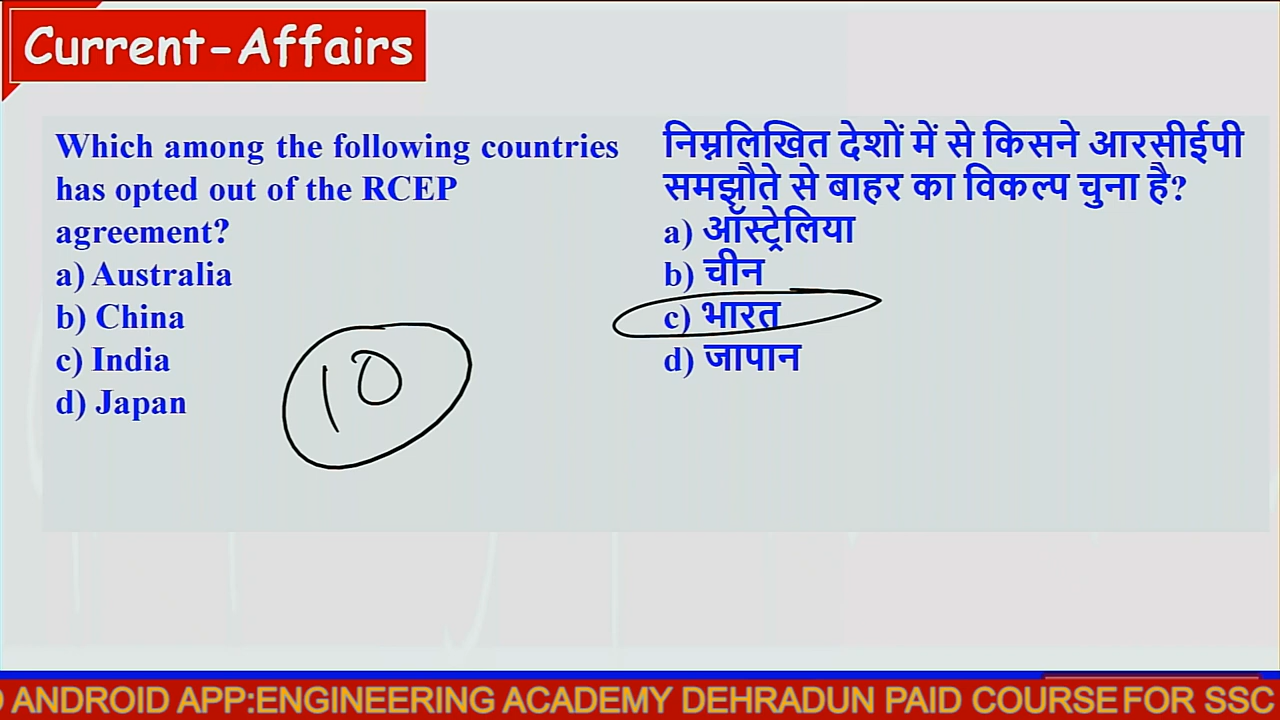 Current-Affairs
Which among the following countries
has opted out of the RCEP
agreement?
a) Australia
b) China
c) India
d) Japan
10
निम्नलिखित देशों में से किसने आरसीईपी
समझौते से बाहर का विकल्प चुना है?
a) ऑस्ट्रेलिया
b) चीन
c) भारत
d) जापान
ANDROID APP:ENGINEERING ACADEMY DEHRADUN PAID COURSE FOR SSC